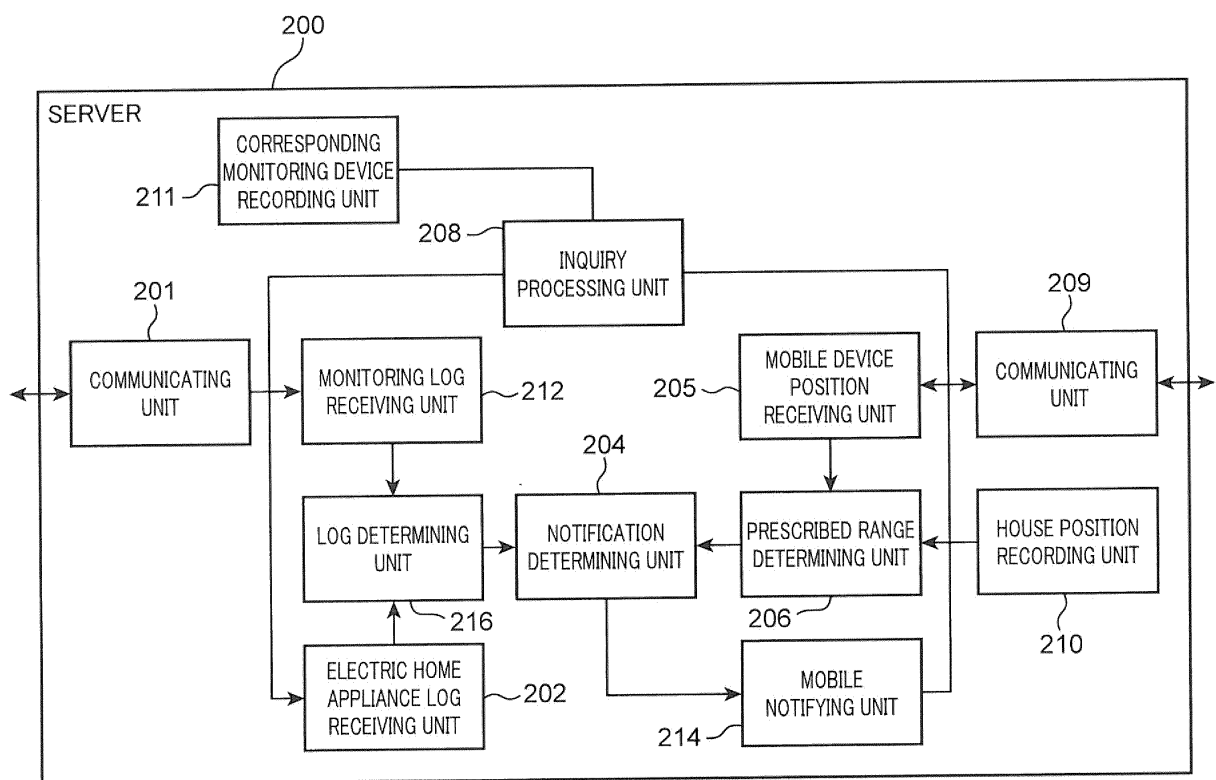 200
SERVER
CORRESPONDING
MONITORING DEVICE
RECORDING UNIT
211
208
INQUIRY
PROCESSING UNIT
201
COMMUNICATING
UNIT
MONITORING LOG
RECEIVING UNIT
212
205
MOBILE DEVICE
POSITION
RECEIVING UNIT
209
COMMUNICATING
UNIT
204
LOG DETERMINING
UNIT
216
NOTIFICATION
DETERMINING UNIT
PRESCRIBED RANGE
DETERMINING UNIT
206
HOUSE POSITION
RECORDING UNIT
210
ELECTRIC HOME
APPLIANCE LOG
RECEIVING UNIT
202
MOBILE
NOTIFYING UNIT
214